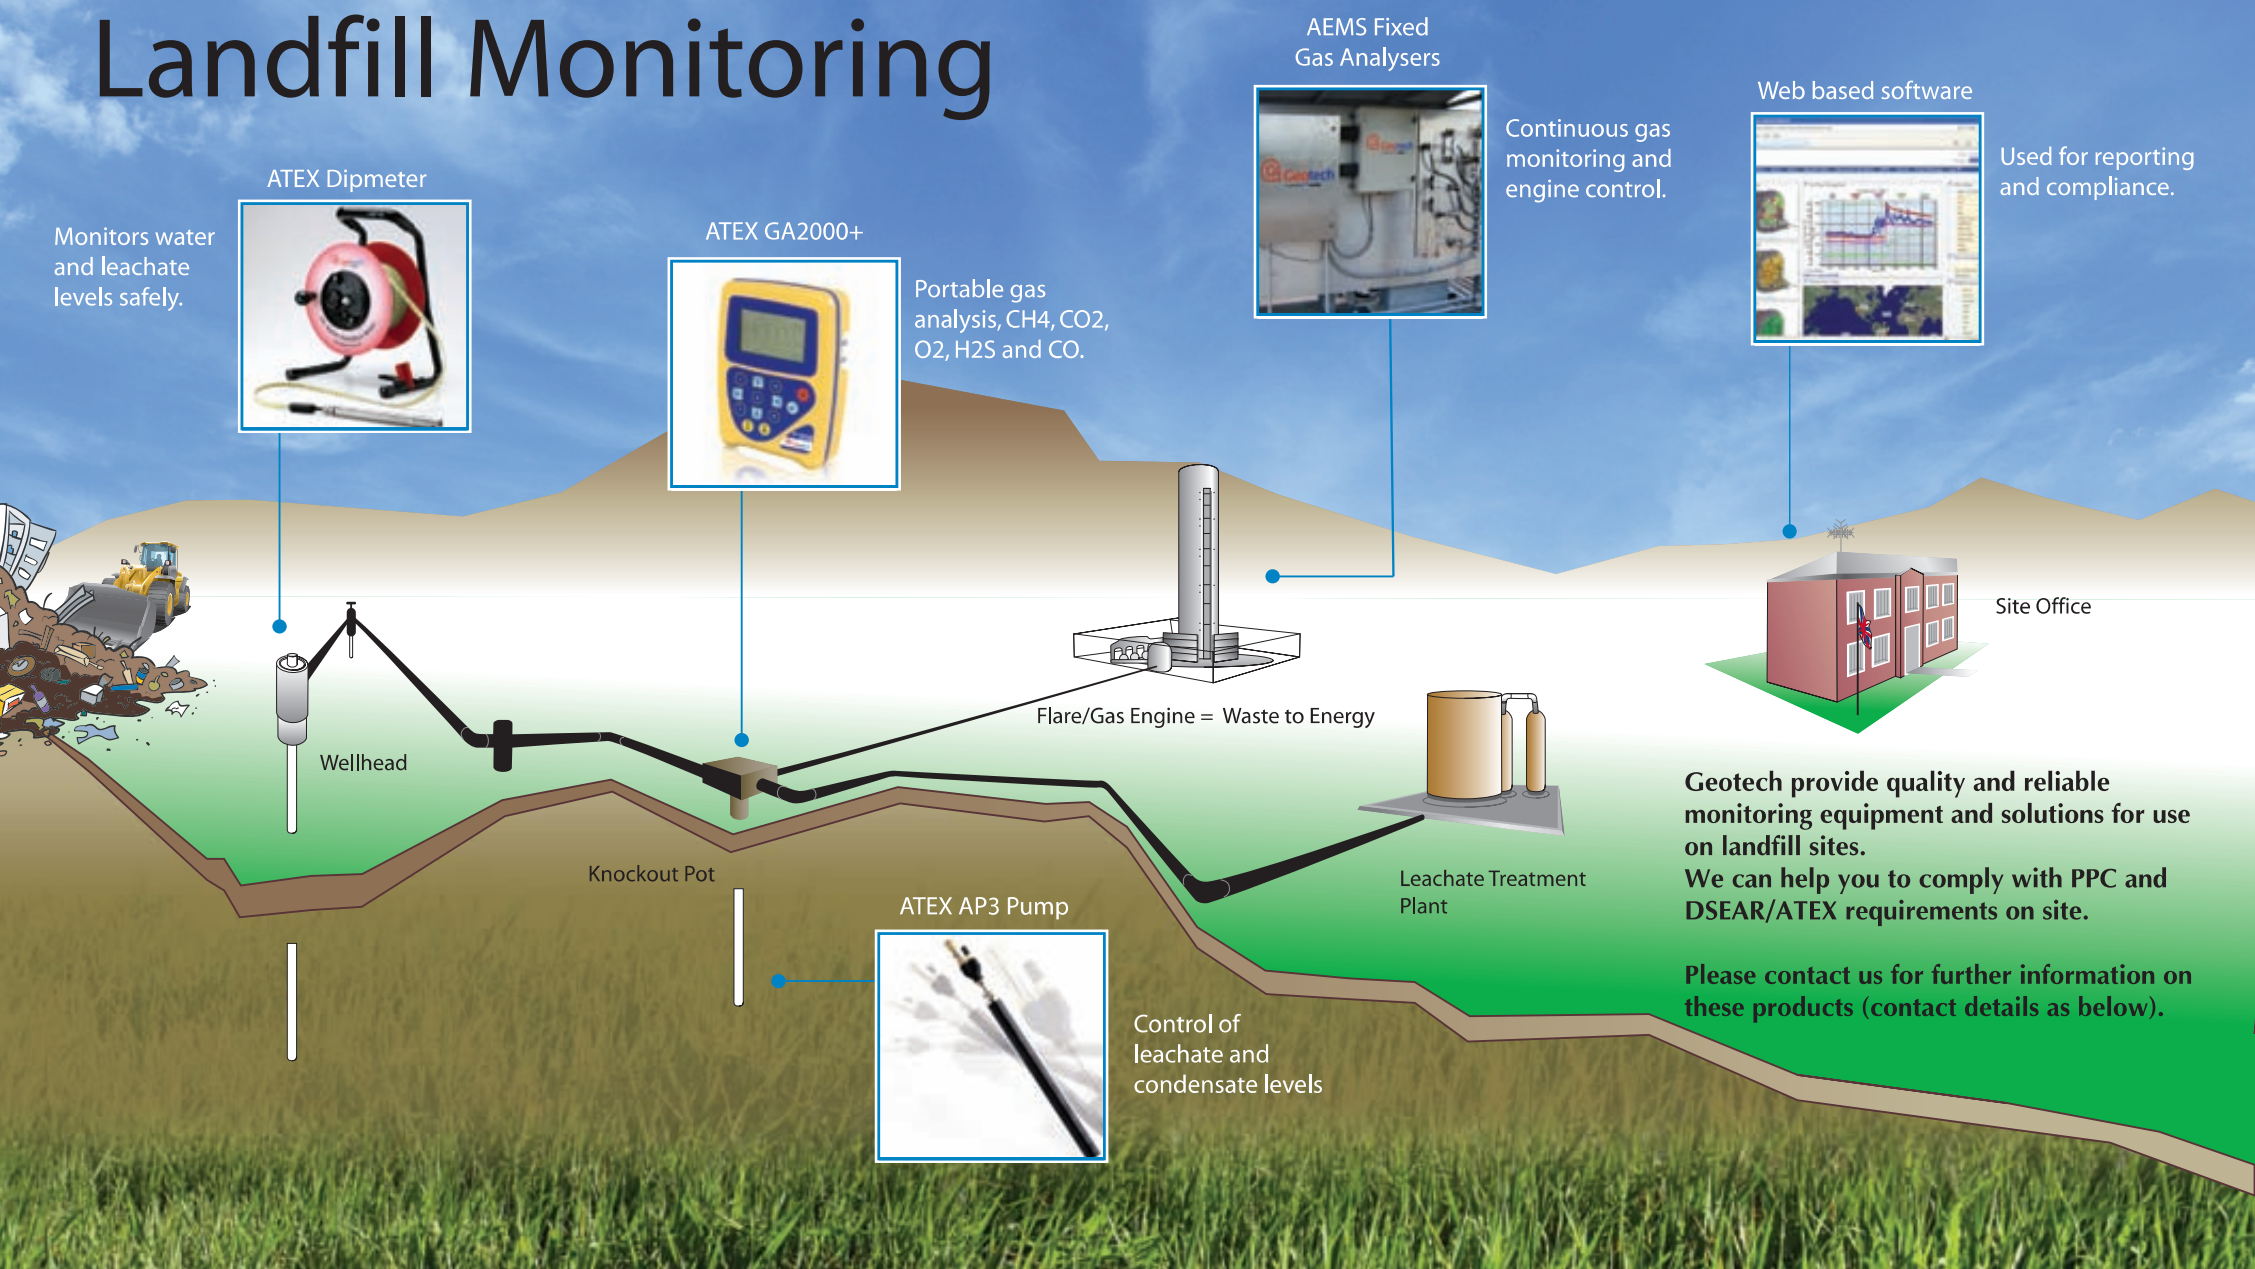 Landfill Monitoring
AEMS Fixed
Gas Analysers
Continuous gas
monitoring and
engine control.
Web based software
Used for reporting
and compliance.
ATEX Dipmeter
Monitors water
and leachate
levels safely.
ATEX GA2000+
Portable gas
analysis, CH4, CO2,
O2, H2S and CO.
Geotech
Geotech
Site Office
Flare/Gas Engine = Waste to Energy
Wellhead
Knockout Pot
Leachate Treatment
Plant
ATEX AP3 Pump
Control of
leachate and
condensate levels
Geotech provide quality and reliable
monitoring equipment and solutions for use
on landfill sites.
We can help you to comply with PPC and
DSEAR/ATEX requirements on site.
Please contact us for further information on
these products (contact details as below).